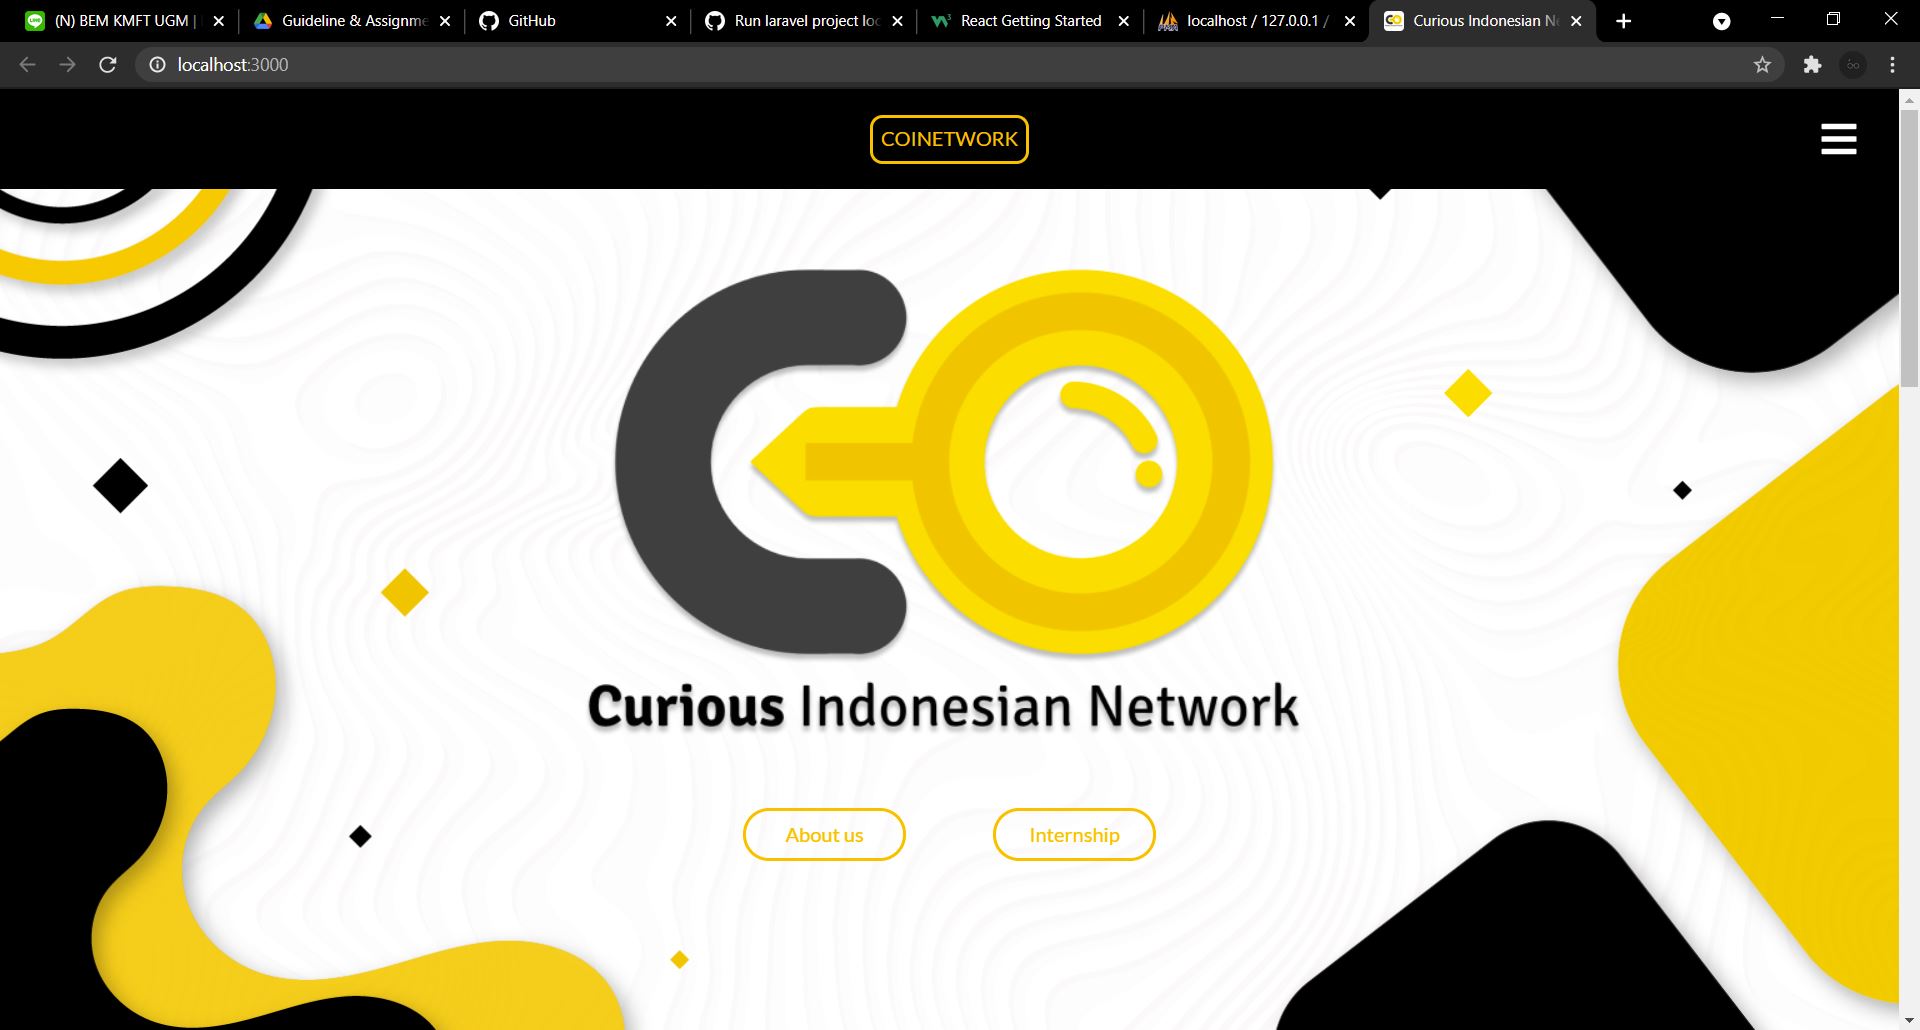 (N) BEM KMFT UGM |
Guideline & Assignme
GitHub
Run laravel project loc
React Getting Started
localhost / 127.0.0.1 /
Curious Indonesian Ne
localhost:3000
COINETWORK
Curious Indonesian Network
About us
Internship